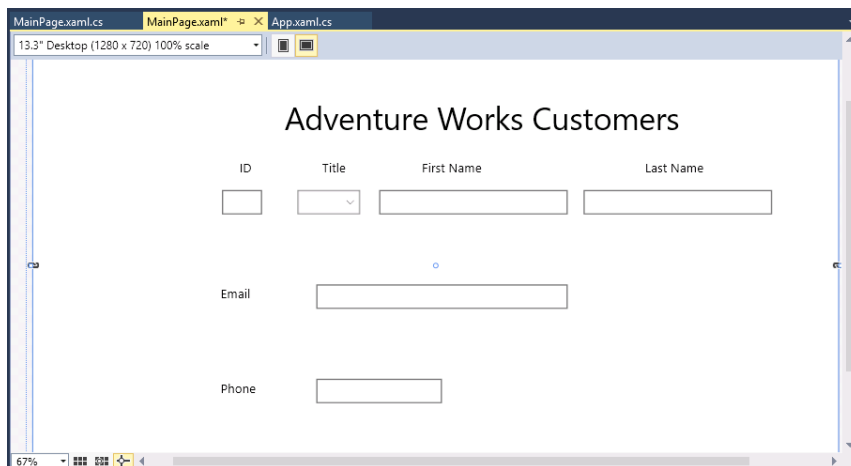 MainPage.xaml.cs MainPage.xaml* App.xaml.cs
13.3" Desktop (1280 x 720) 100% scale
Adventure Works Customers
ID Title First Name Last Name
Email
Phone
67%